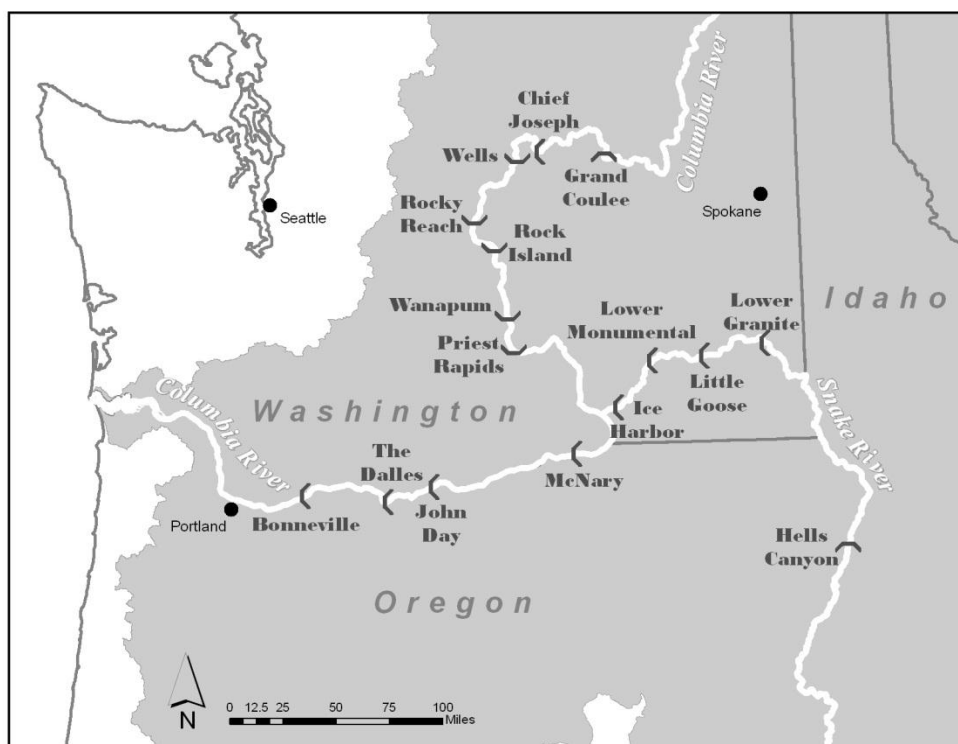 Chief
Joseph
Columbia River
Wells
Grand
Coulee
Spokane
Rocky
Reach
Seattle
Rock
Island
Idaho
Wanapum
Lower
Monumental
Lower
Granite
Priest
Rapids
Little
Goose
Snake River
Columbia River
Washington
Ice
Harbor
The
Dalles
McNary
Portland
Bonneville
John
Day
Hells
Canyon
Oregon
N
0 12.5 25 50 75 100
Miles